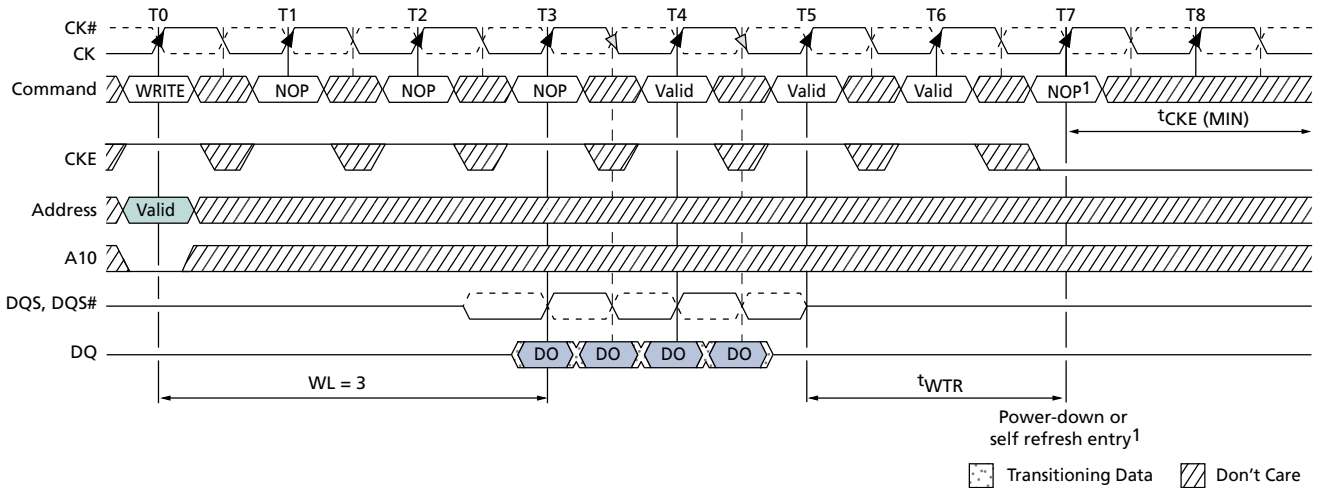 T0 T1 T2 T3 T4 T5 T6 T7 T8
CK#
CK
Command WRITE NOP NOP NOP Valid Valid Valid NOP1
tCKE (MIN)
CKE
Address Valid
A10
DQS, DQS#
DQ DO DO DO DO
WL = 3 tWTR
Power-down or
self refresh entry1
Transitioning Data Don't Care